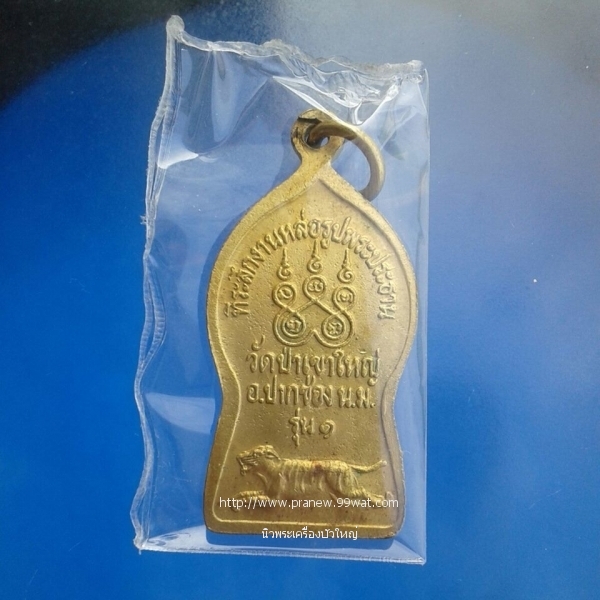 ที่ระลึกงานหล่อรูปพระประธาน
วัดป่าเขาใหญ่
อ.ปากช่อง น.ม.
รุ่น ๑
http://www.pranew.99wat.com
นิวพระเครื่องบัวใหญ่